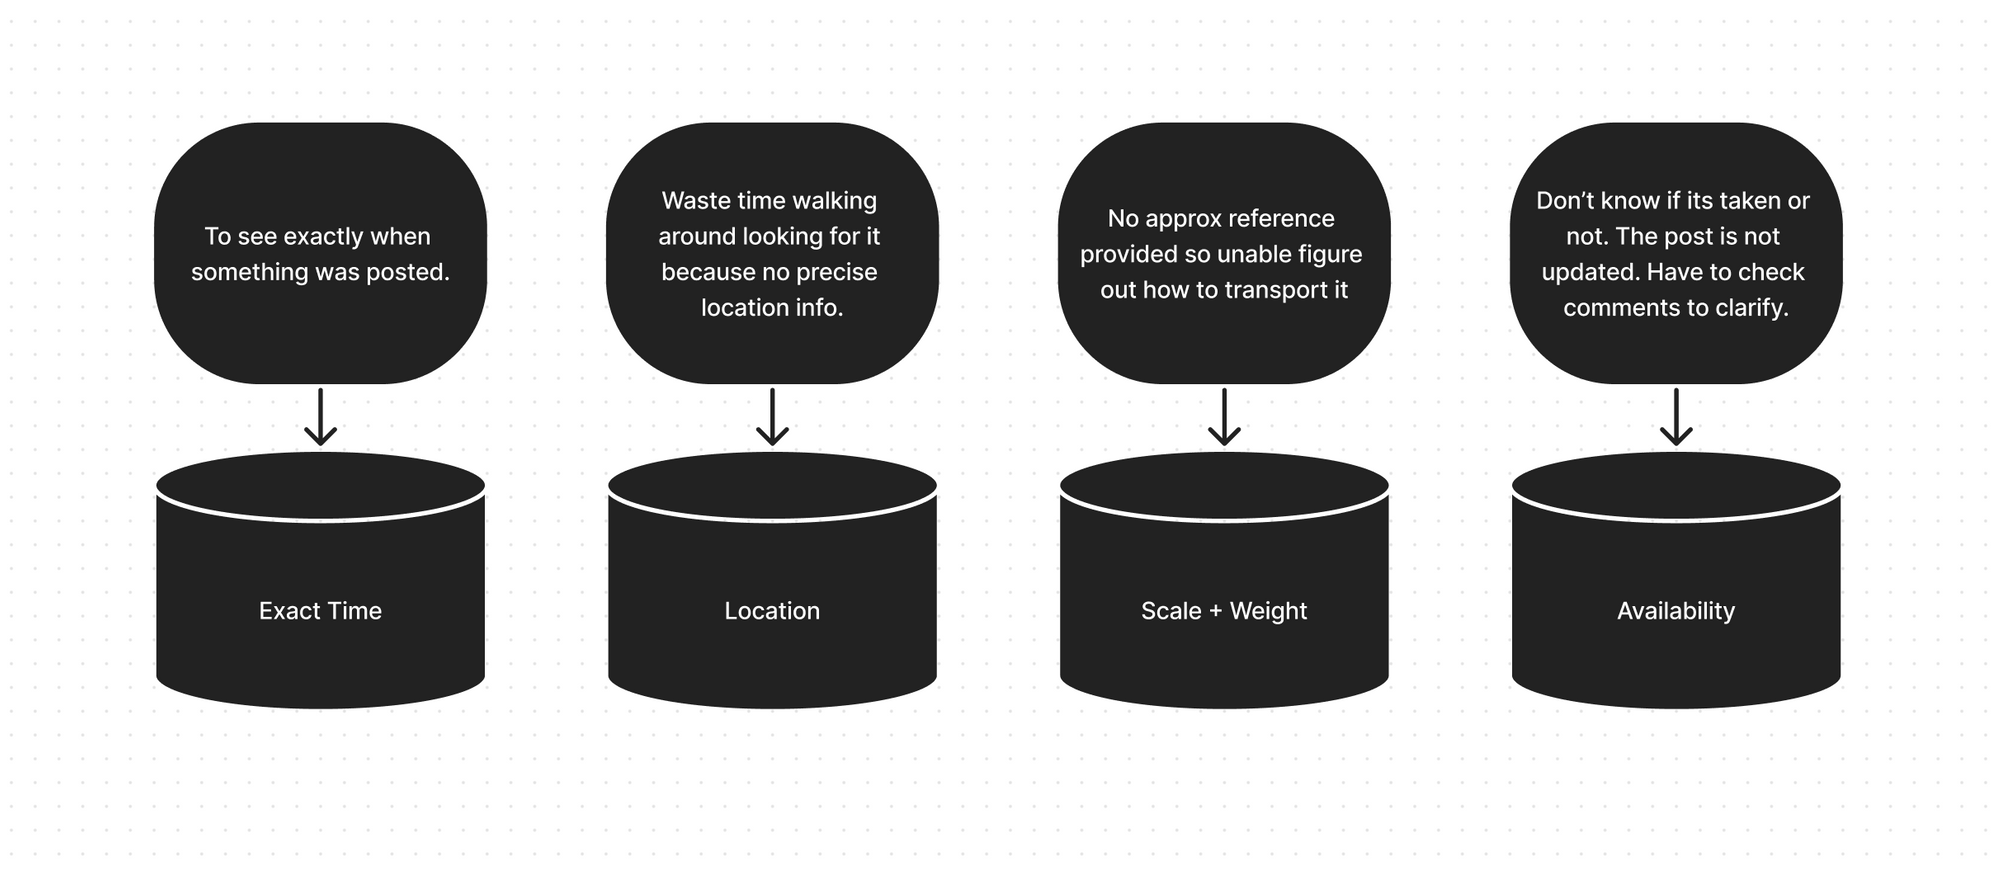 To see exactly when
something was posted.
Waste time walking
around looking for it
because no precise
location info.
No approx reference
provided so unable figure
out how to transport it
Don’t know if its taken or
not. The post is not
updated. Have to check
comments to clarify.
Exact Time
Location
Scale + Weight
Availability